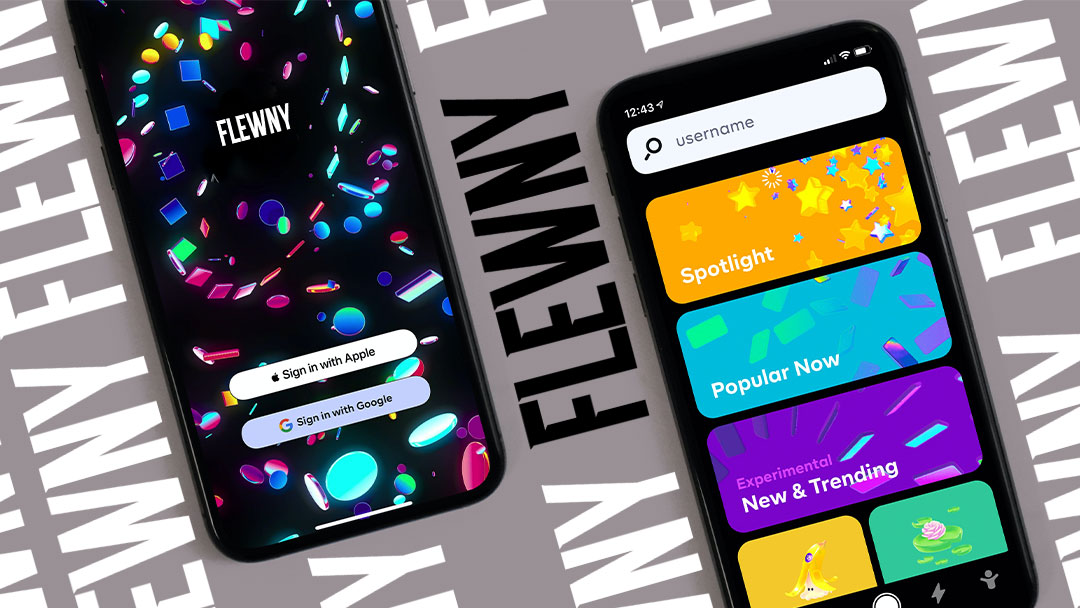 FLEWNY
Sign in with Apple
Sign in with Google
FLEWNY
12:43
username
Spotlight
Popular Now
Experimental
New & Trending
FLEWNY
FLEWNY
FLEWNY